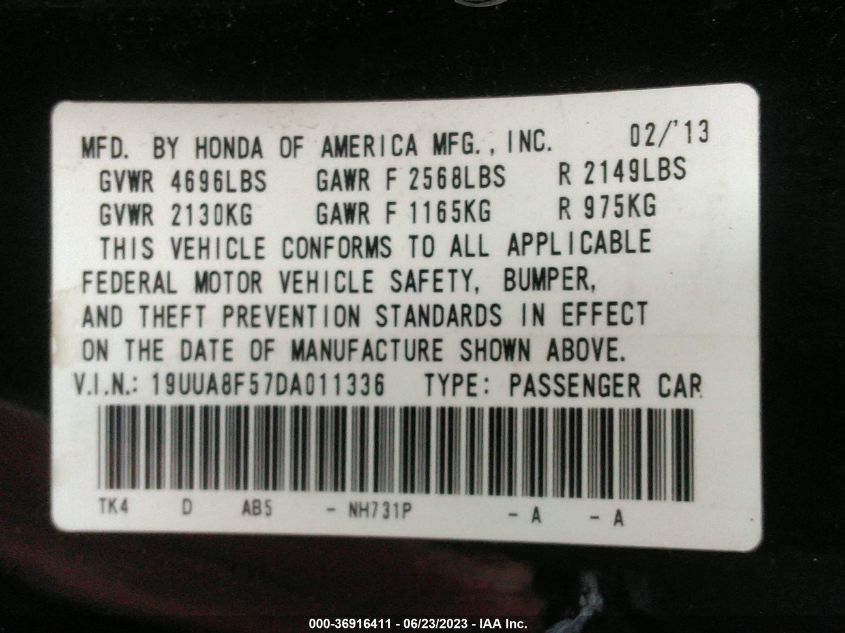 MFD. BY HONDA OF AMERICA MFG., INC. 02/'13
GVWR 4696LBS GAWR F 2568LBS R 2149LBS
GVWR 2130KG GAWR F 1165KG R 975KG
THIS VEHICLE CONFORMS TO ALL APPLICABLE
FEDERAL MOTOR VEHICLE SAFETY, BUMPER,
AND THEFT PREVENTION STANDARDS IN EFFECT
ON THE DATE OF MANUFACTURE SHOWN ABOVE.
V.I.N.: 19UUA8F57DA011336 TYPE: PASSENGER CAR
TK4 D AB5 - NH731P - A - A
000-36916411 - 06/23/2023 - IAA Inc.